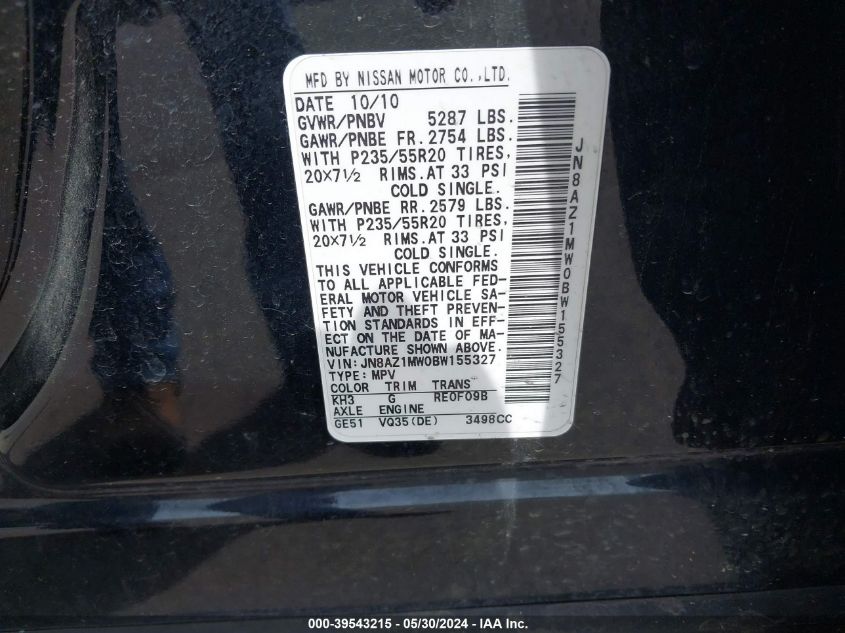 MFD BY NISSAN MOTOR CO.,LTD.
DATE 10/10
GVWR/PNBV 5287 LBS.
GAWR/PNBE FR. 2754 LBS.
WITH P235/55R20 TIRES,
20×7½ RIMS.AT 33 PSI
COLD SINGLE.
GAWR/PNBE RR. 2579 LBS.
WITH P235/55R20 TIRES,
20×7½ RIMS.AT 33 PSI
COLD SINGLE.
THIS VEHICLE CONFORMS
TO ALL APPLICABLE FED-
ERAL MOTOR VEHICLE SA-
FETY AND THEFT PREVEN-
TION STANDARDS IN EFF-
ECT ON THE DATE OF MA-
NUFACTURE SHOWN ABOVE.
VIN:JN8AZ1MW0BW155327
TYPE: MPV
COLOR TRIM TRANS
KH3 G RE0F09B
AXLE ENGINE
GE51 VQ35(DE) 3498CC
JN8AZ1MW0BW155327
000-39543215 - 05/30/2024 - IAA Inc.